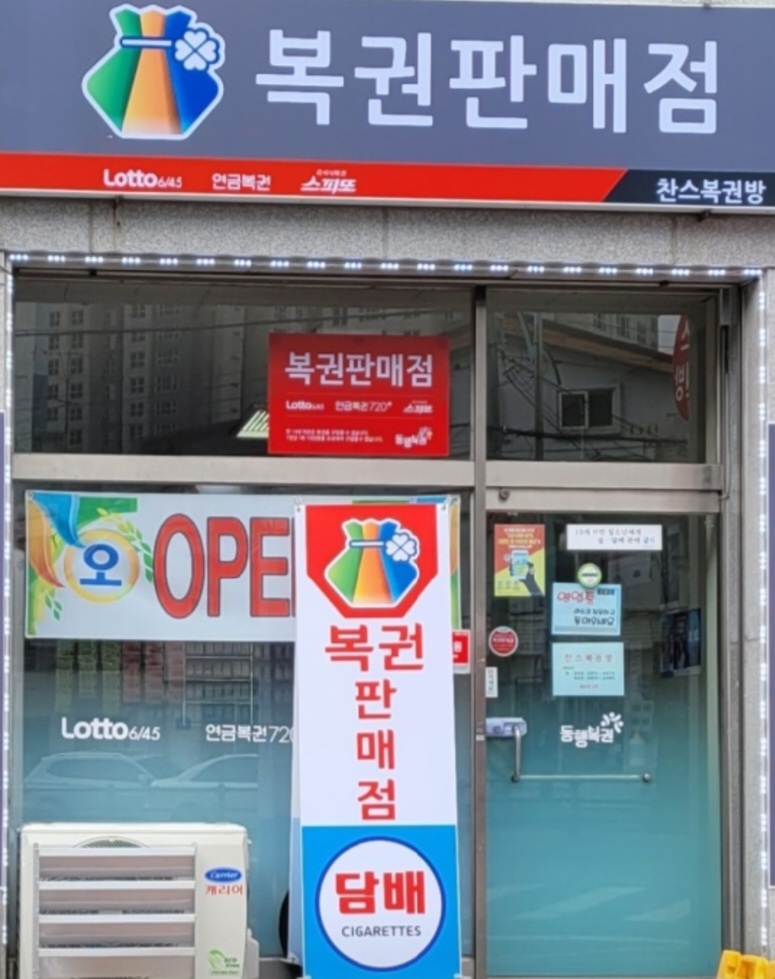 복권판매점
Lotto6/45 연금복권 스피또
찬스복권방
복권판매점
Lotto6/45 연금복권720+ 스피또
동행복권
오 OPE
복권
판
매
점
담배
CIGARETTES
Lotto6/45 연금복권72
찬스복권방
동행복권
Carrier
캐리어